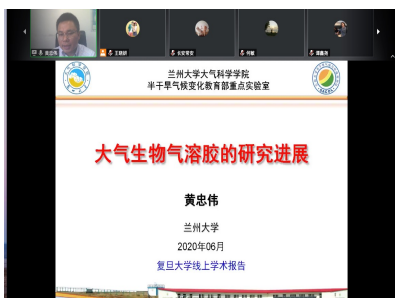 王晓妍
兰州大学大气科学学院
半干旱气候变化教育部重点实验室
大气生物气溶胶的研究进展
黄忠伟
兰州大学
2020年06月
复旦大学线上学术报告